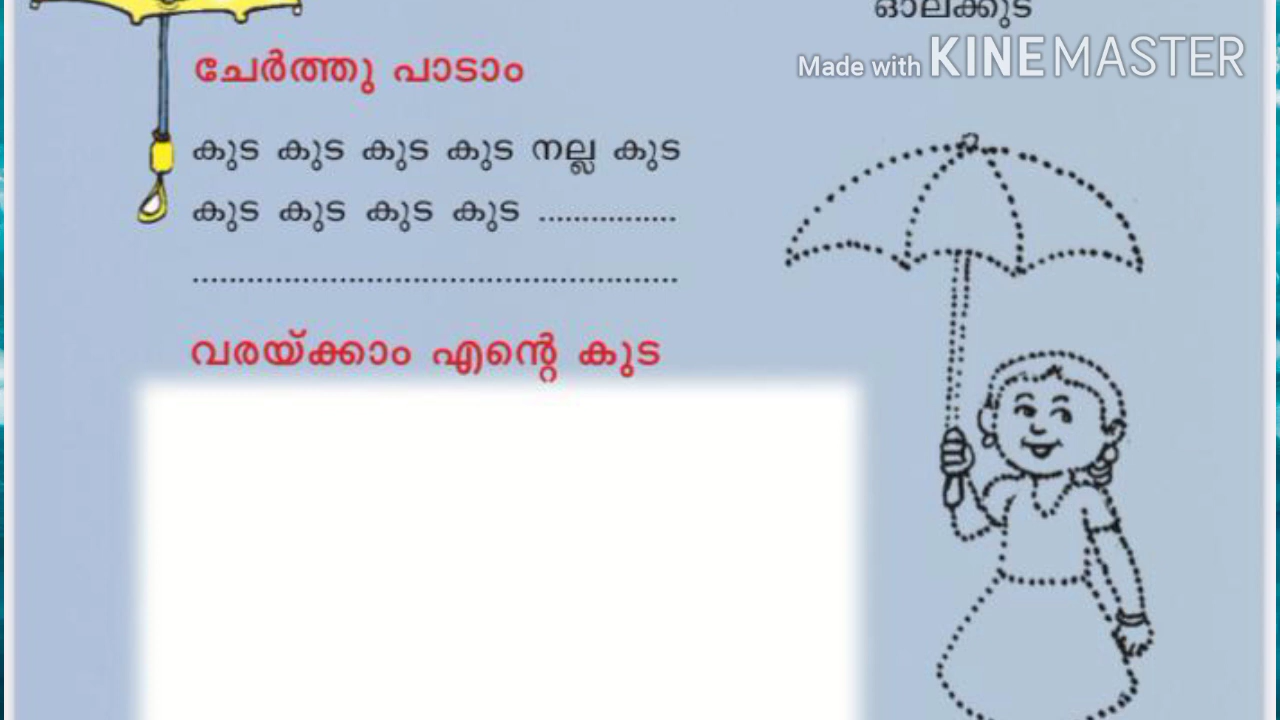 ഓലക്കുട
Made with KINEMASTER
ചേർത്തു പാടാം
കുട കുട കുട കുട നല്ല കുട
കുട കുട കുട കുട ................
.........................................................
വരയ്ക്കാം എന്റെ കുട